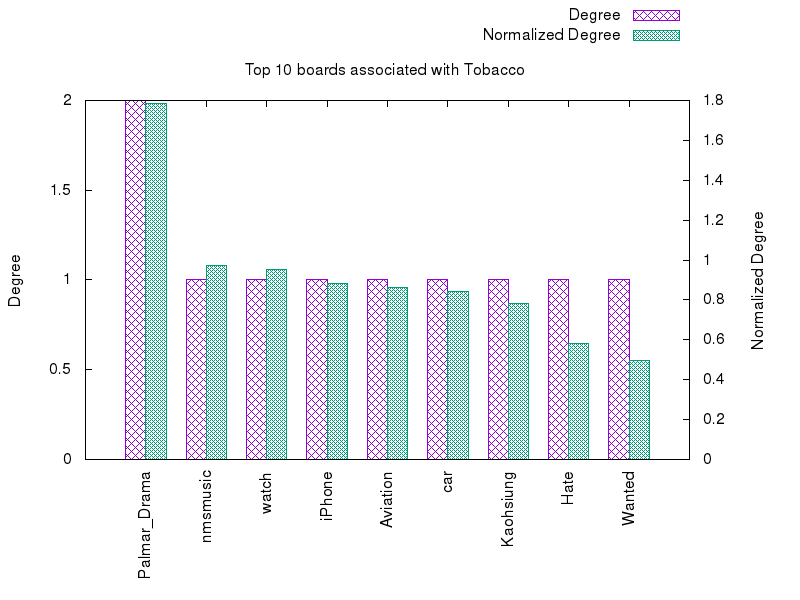 Degree
Normalized Degree
Top 10 boards associated with Tobacco
2
1.5
1
0.5
0
Degree
1.8
1.6
1.4
1.2
1
0.8
0.6
0.4
0.2
0
Normalized Degree
Palmar_Drama
nmsmusic
watch
iPhone
Aviation
car
Kaohsiung
Hate
Wanted